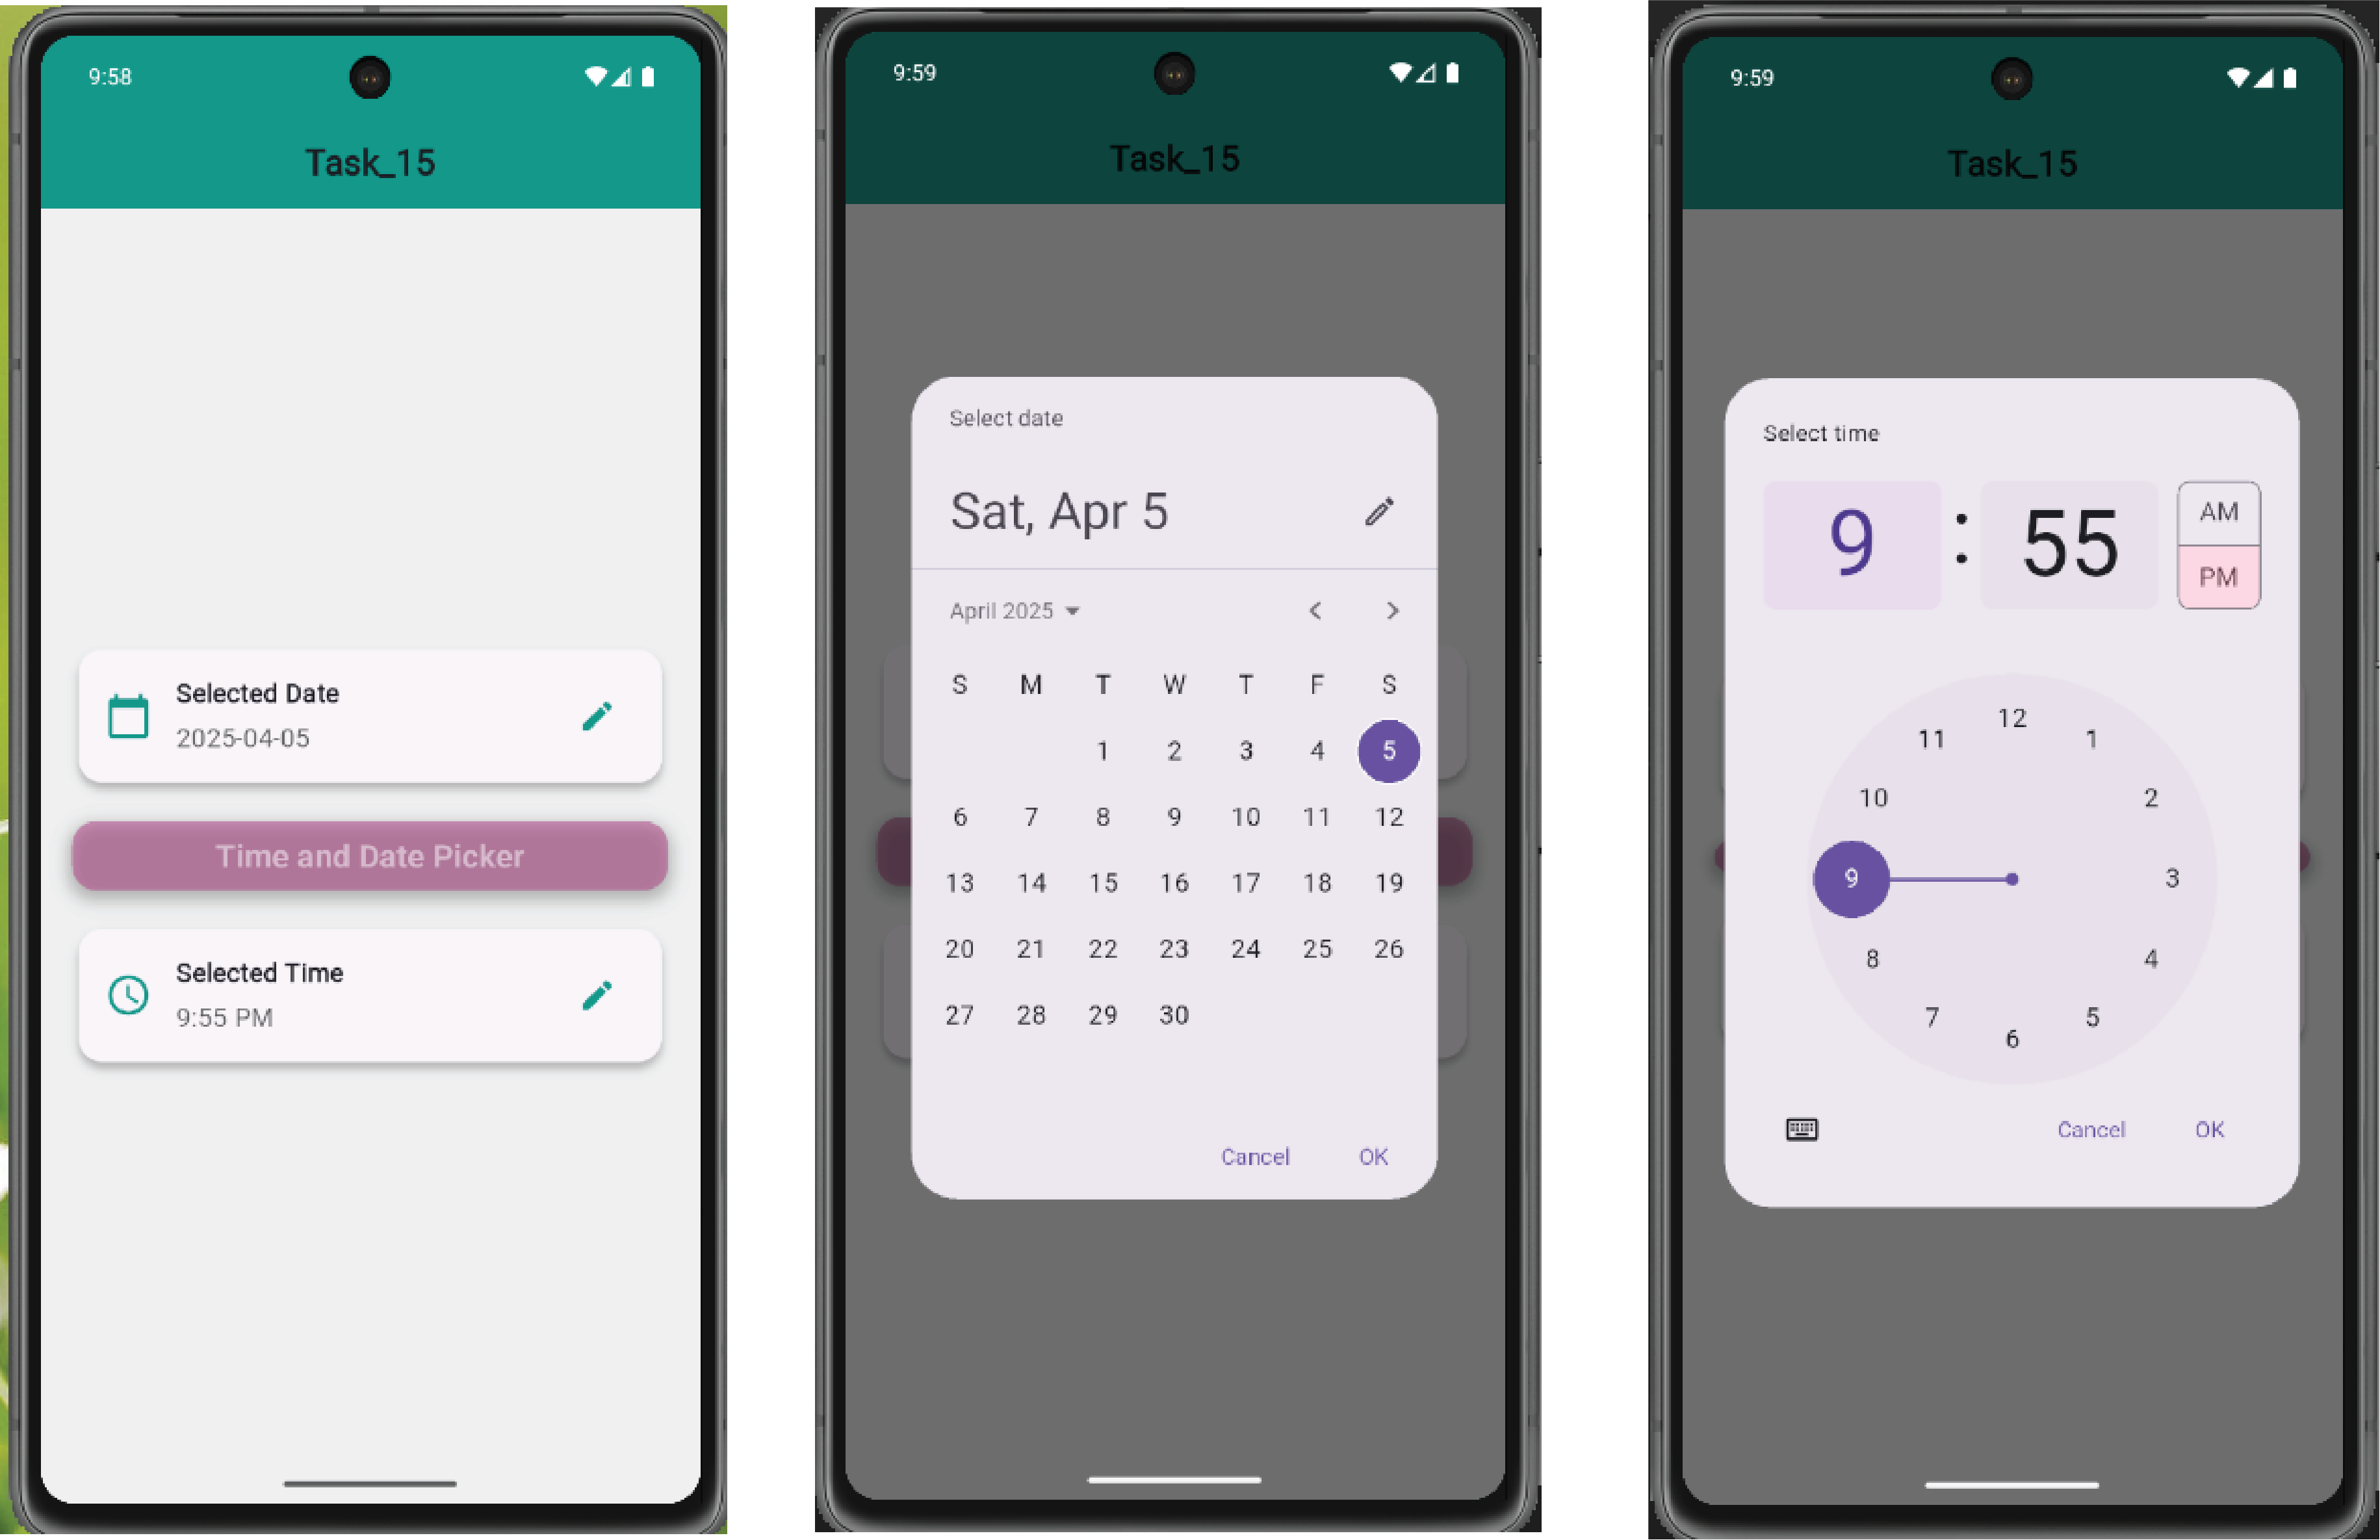 9:58
Task_15
Selected Date
2025-04-05
Time and Date Picker
Selected Time
9:55 PM
9:59
Task_15
Select date
Sat, Apr 5
April 2025
S M T W T F S
1 2 3 4 5
6 7 8 9 10 11 12
13 14 15 16 17 18 19
20 21 22 23 24 25 26
27 28 29 30
Cancel OK
9:59
Task_15
Select time
9 : 55
AM
PM
12
11 1
10 2
9 3
8 4
7 5
6
Cancel OK